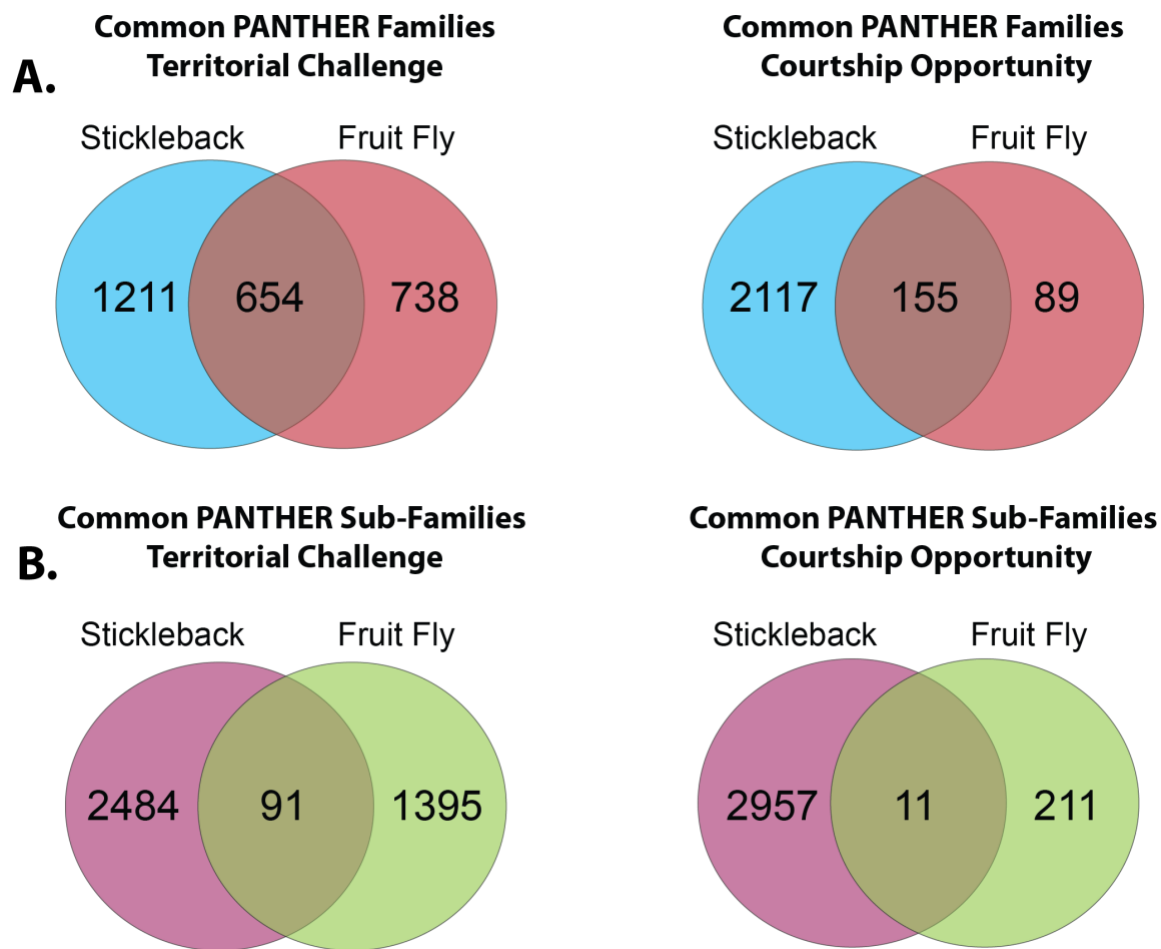 Common PANTHER Families
Territorial Challenge
Common PANTHER Families
Courtship Opportunity
A.
Stickleback
Fruit Fly
Stickleback
Fruit Fly
1211
654
738
2117
155
89
Common PANTHER Sub-Families
Territorial Challenge
Common PANTHER Sub-Families
Courtship Opportunity
B.
Stickleback
Fruit Fly
Stickleback
Fruit Fly
2484
91
1395
2957
11
211